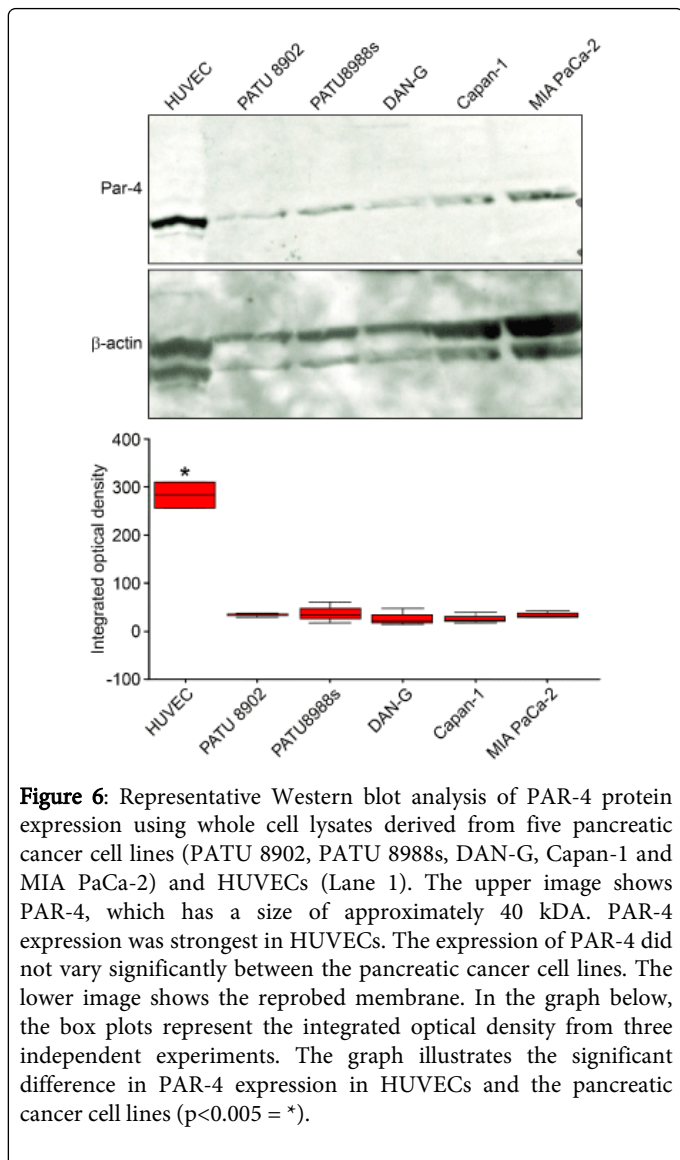 HUVEC
PATU 8902
PATU8988s
DAN-G
Capan-1
MIA PaCa-2
Par-4
β-actin
400
*
300
200
100
0
-100
Integrated optical density
HUVEC
PATU 8902
PATU8988s
DAN-G
Capan-1
MIA PaCa-2
Figure 6: Representative Western blot analysis of PAR-4 protein
expression using whole cell lysates derived from five pancreatic
cancer cell lines (PATU 8902, PATU 8988s, DAN-G, Capan-1 and
MIA PaCa-2) and HUVECs (Lane 1). The upper image shows
PAR-4, which has a size of approximately 40 kDA. PAR-4
expression was strongest in HUVECs. The expression of PAR-4 did
not vary significantly between the pancreatic cancer cell lines. The
lower image shows the reprobed membrane. In the graph below,
the box plots represent the integrated optical density from three
independent experiments. The graph illustrates the significant
difference in PAR-4 expression in HUVECs and the pancreatic
cancer cell lines (p<0.005 = *).